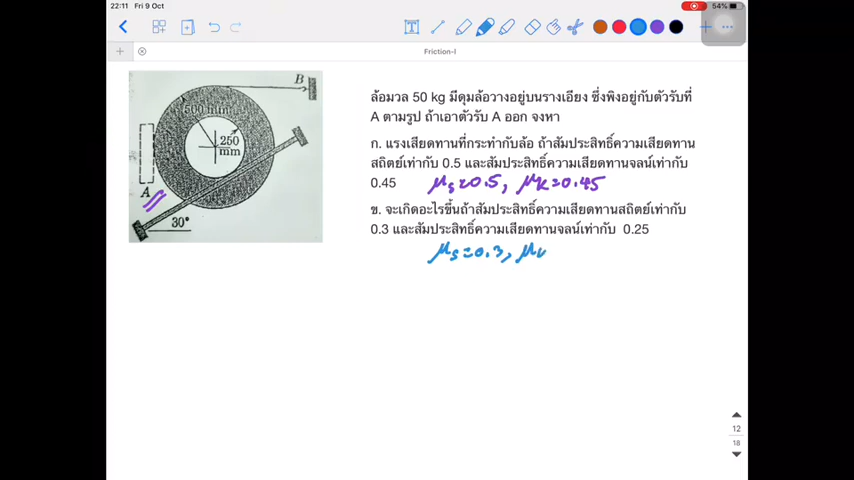 22:11 Fri 9 Oct
54%
Friction-I
B
500 mm
250
mm
A
30°
ล้อมวล 50 kg มีดุมล้อวางอยู่บนรางเอียง ซึ่งพิงอยู่กับตัวรับที่
A ตามรูป ถ้าเอาตัวรับ A ออก จงหา
ก. แรงเสียดทานที่กระทำกับล้อ ถ้าสัมประสิทธิ์ความเสียดทาน
สถิตย์เท่ากับ 0.5 และสัมประสิทธิ์ความเสียดทานจลน์เท่ากับ
0.45 μs=0.5, μk=0.45
ข. จะเกิดอะไรขึ้นถ้าสัมประสิทธิ์ความเสียดทานสถิตย์เท่ากับ
0.3 และสัมประสิทธิ์ความเสียดทานจลน์เท่ากับ 0.25
μs=0.3, μ
12
18